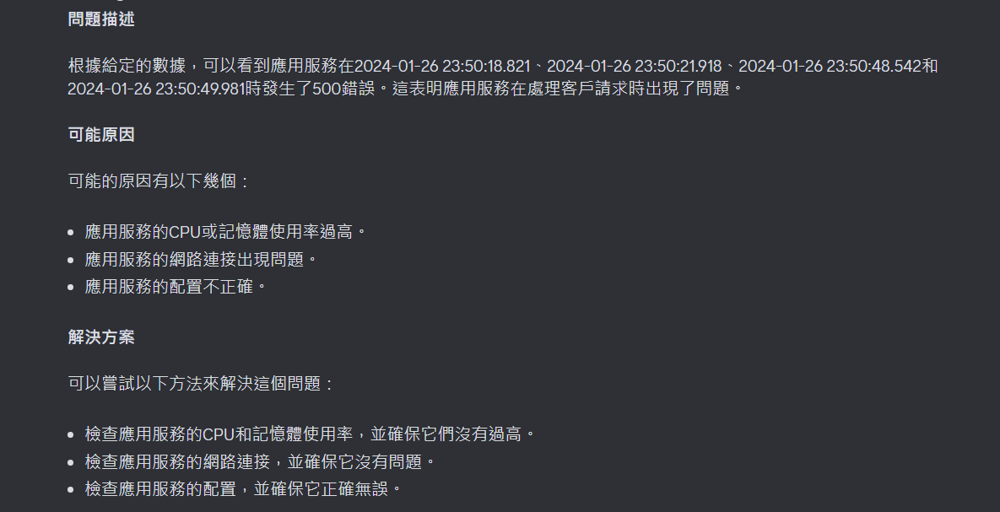 問題描述
根據給定的數據，可以看到應用服務在2024-01-26 23:50:18.821、2024-01-26 23:50:21.918、2024-01-26 23:50:48.542和
2024-01-26 23:50:49.981時發生了500錯誤。這表明應用服務在處理客戶請求時出現了問題。
可能原因
可能的原因有以下幾個：
• 應用服務的CPU或記憶體使用率過高。
• 應用服務的網路連接出現問題。
• 應用服務的配置不正確。
解決方案
可以嘗試以下方法來解決這個問題：
• 檢查應用服務的CPU和記憶體使用率，並確保它們沒有過高。
• 檢查應用服務的網路連接，並確保它沒有問題。
• 檢查應用服務的配置，並確保它正確無誤。